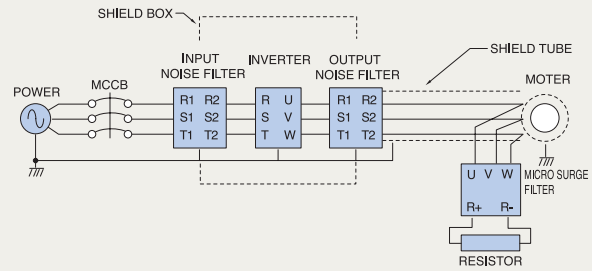 SHIELD BOX
SHIELD TUBE
INPUT
NOISE FILTER
INVERTER
OUTPUT
NOISE FILTER
MOTER
POWER
MCCB
R1 R2
S1 S2
T1 T2
R U
S V
T W
R1 R2
S1 S2
T1 T2
U V W
R+ R-
MICRO SURGE
FILTER
RESISTOR